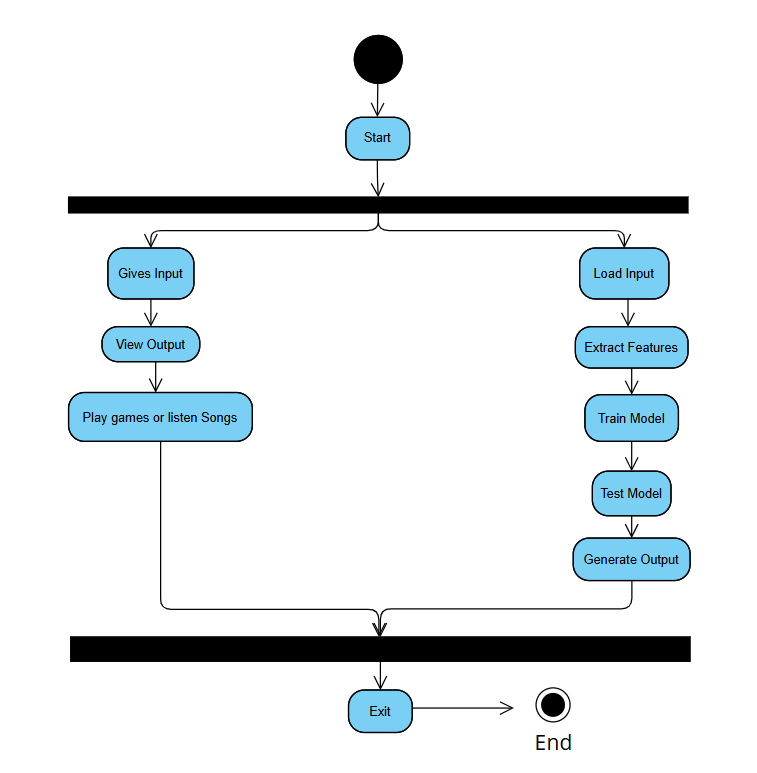 Start
Gives Input
Load Input
View Output
Extract Features
Play games or listen Songs
Train Model
Test Model
Generate Output
Exit
End